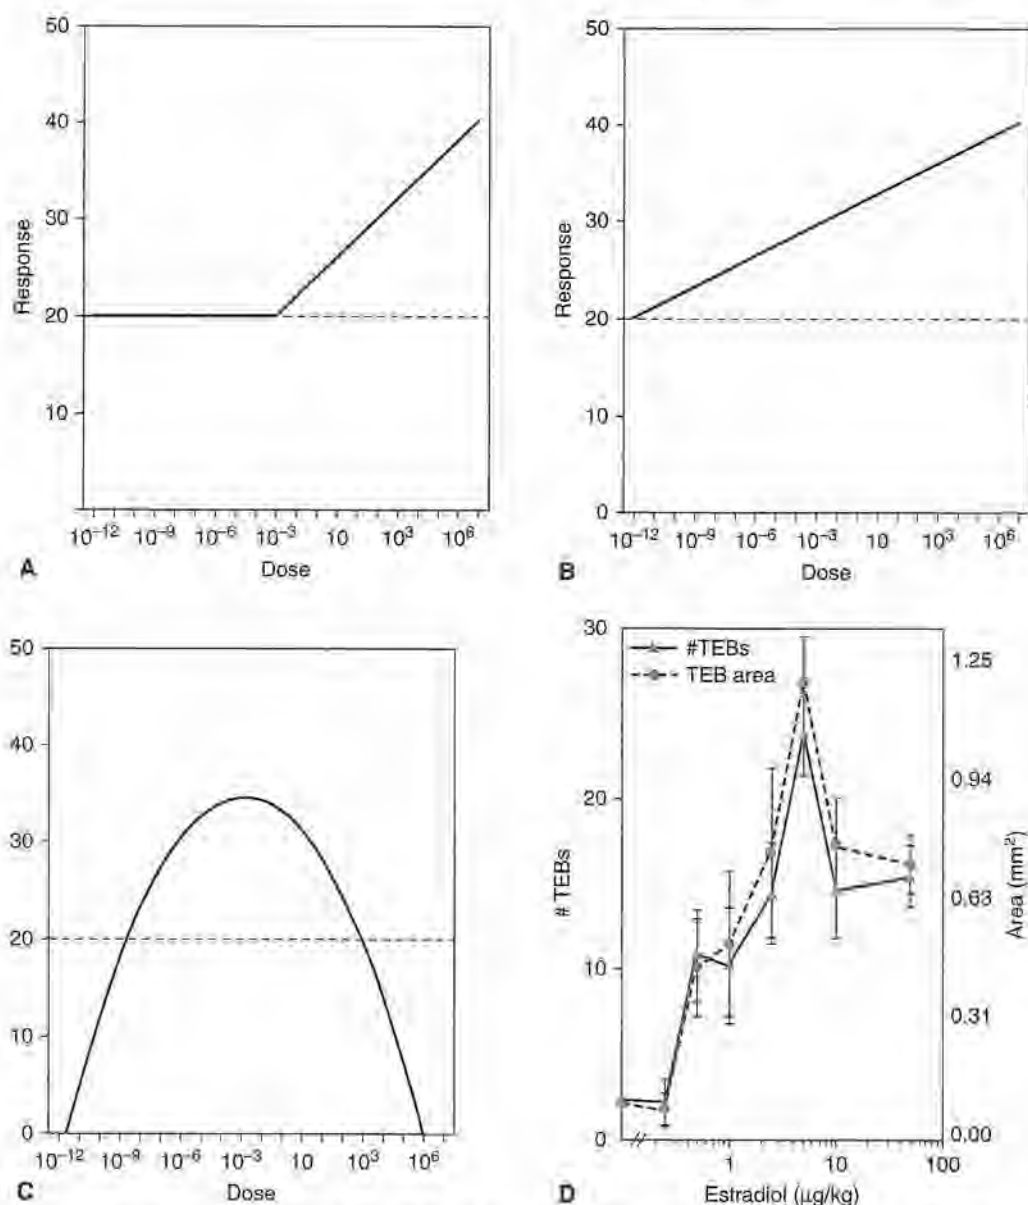 50
40
30
20
10
Response
10⁻¹² 10⁻⁹ 10⁻⁶ 10⁻³ 10 10³ 10⁶
A
Dose
50
40
30
20
10
0
Response
10⁻¹² 10⁻⁹ 10⁻⁶ 10⁻³ 10 10³ 10⁶
B
Dose
50
40
30
20
10
0
10⁻¹² 10⁻⁹ 10⁻⁶ 10⁻³ 10 10³ 10⁶
C
Dose
30
20
10
0
# TEBs
#TEBs
TEB area
1.25
0.94
0.63
0.31
0.00
Area (mm²)
1 10 100
D
Estradiol (μg/kg)